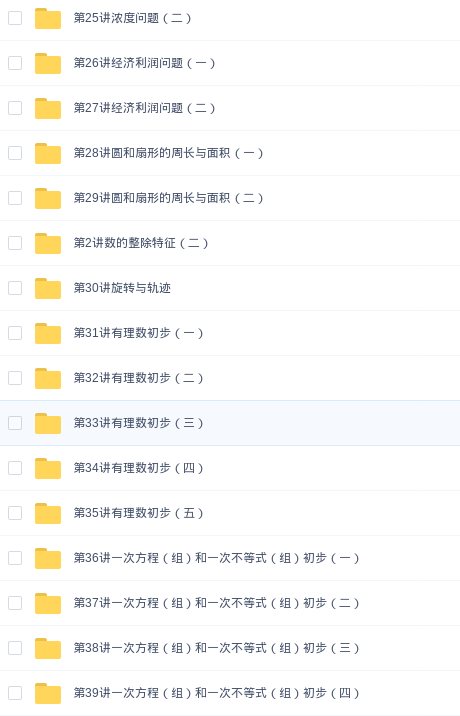 第25讲浓度问题（二）
第26讲经济利润问题（一）
第27讲经济利润问题（二）
第28讲圆和扇形的周长与面积（一）
第29讲圆和扇形的周长与面积（二）
第2讲数的整除特征（二）
第30讲旋转与轨迹
第31讲有理数初步（一）
第32讲有理数初步（二）
第33讲有理数初步（三）
第34讲有理数初步（四）
第35讲有理数初步（五）
第36讲一次方程（组）和一次不等式（组）初步（一）
第37讲一次方程（组）和一次不等式（组）初步（二）
第38讲一次方程（组）和一次不等式（组）初步（三）
第39讲一次方程（组）和一次不等式（组）初步（四）